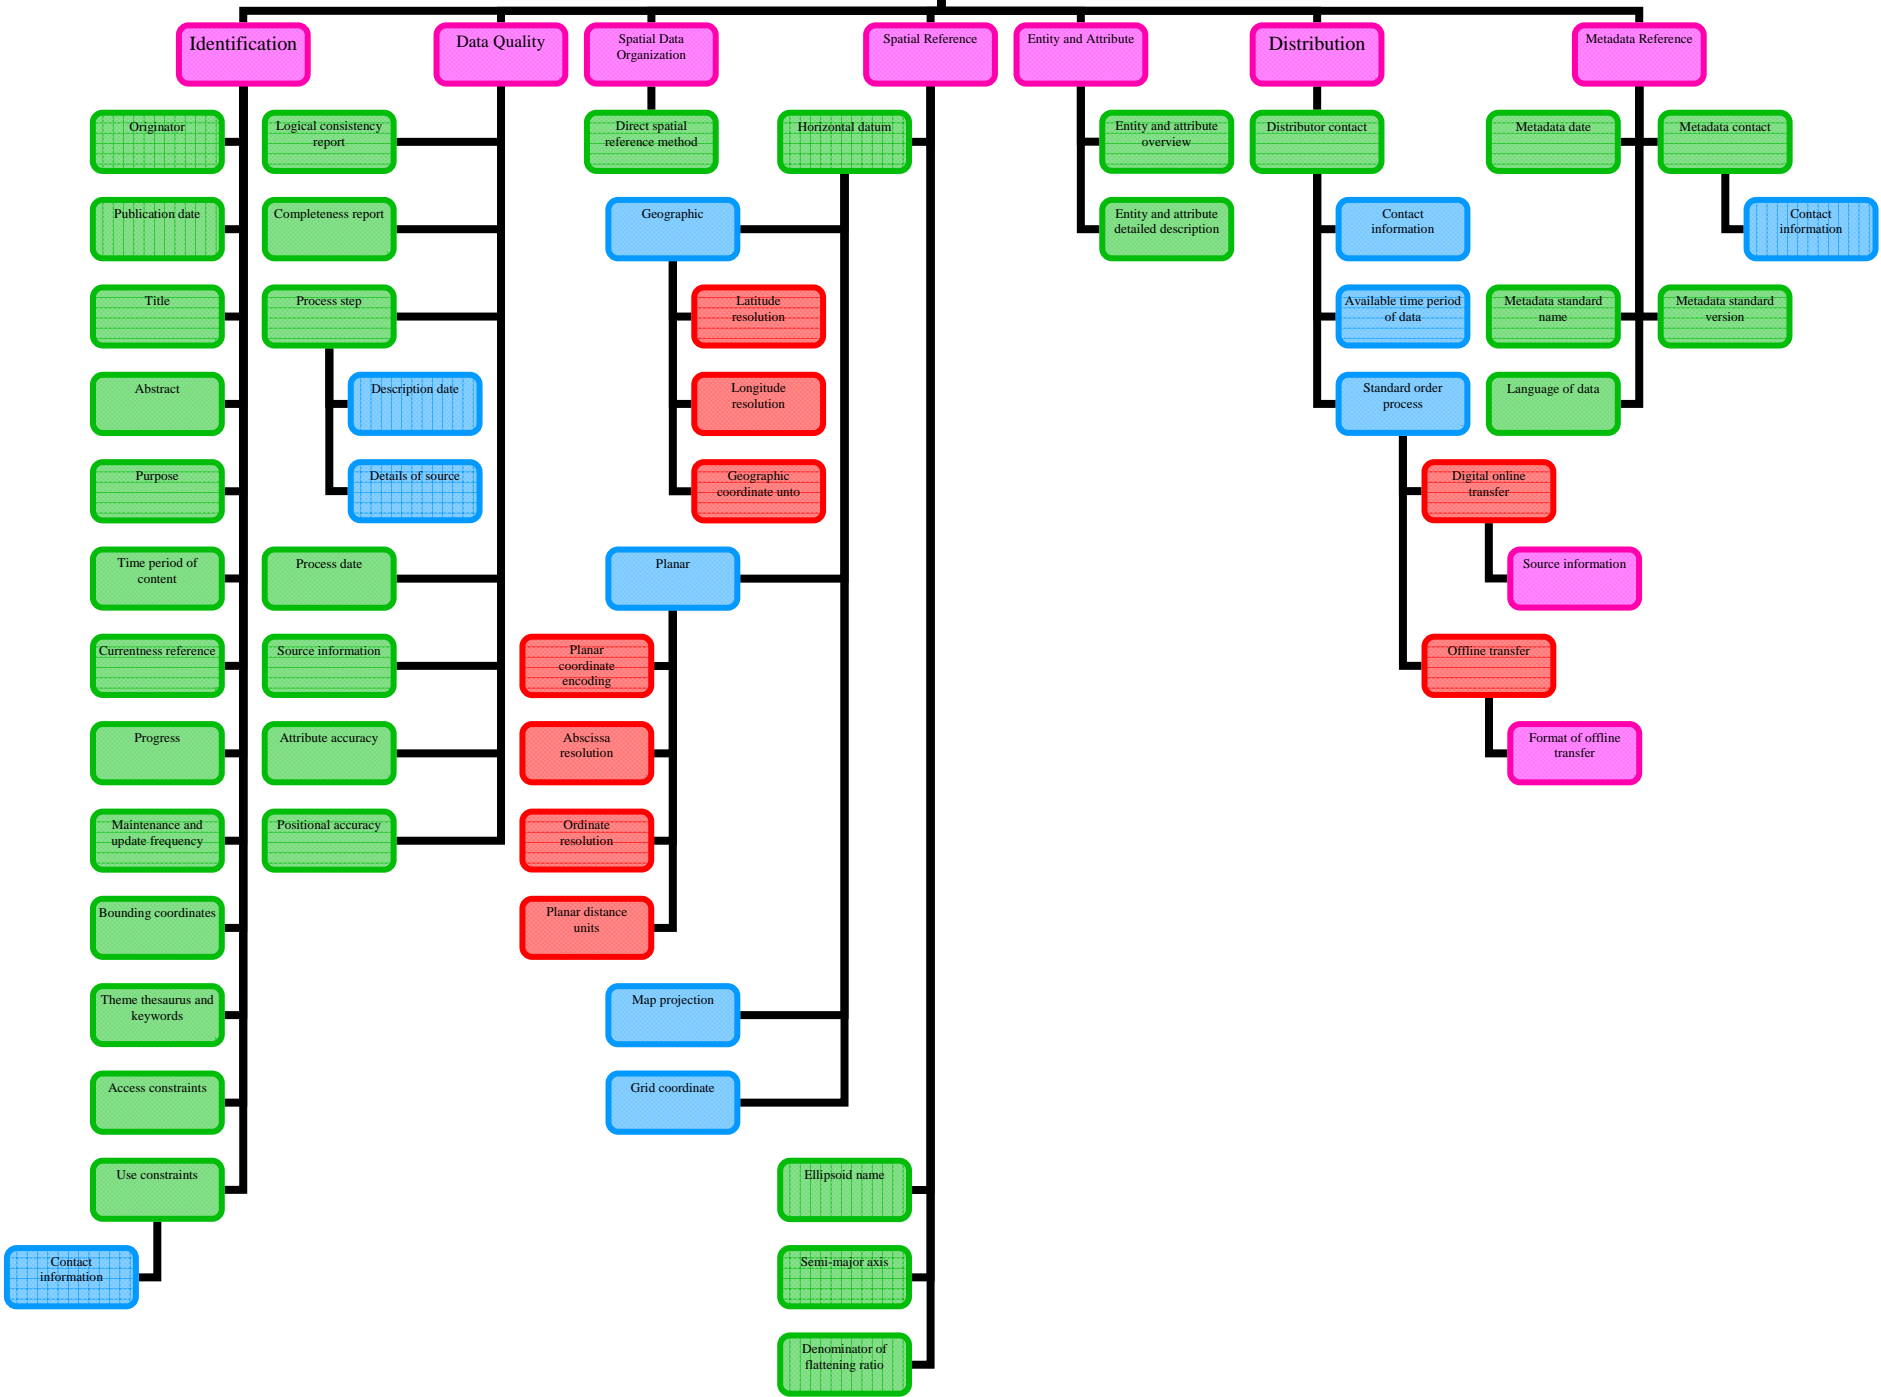 Identification
Data Quality
Spatial Data
Organization
Spatial Reference
Entity and Attribute
Distribution
Metadata Reference
Originator
Publication date
Title
Abstract
Purpose
Time period of
content
Currentness reference
Progress
Maintenance and
update frequency
Bounding coordinates
Theme thesaurus and
keywords
Access constraints
Use constraints
Contact
information
Logical consistency
report
Completeness report
Process step
Description date
Details of source
Process date
Source information
Attribute accuracy
Positional accuracy
Direct spatial
reference method
Horizontal datum
Geographic
Latitude
resolution
Longitude
resolution
Geographic
coordinate unto
Planar
Planar
coordinate
encoding
Abscissa
resolution
Ordinate
resolution
Planar distance
units
Map projection
Grid coordinate
Ellipsoid name
Semi-major axis
Denominator of
flattening ratio
Entity and attribute
overview
Entity and attribute
detailed description
Distributor contact
Contact
information
Available time period
of data
Standard order
process
Digital online
transfer
Source information
Offline transfer
Format of offline
transfer
Metadata date
Metadata contact
Contact
information
Metadata standard
name
Metadata standard
version
Language of data